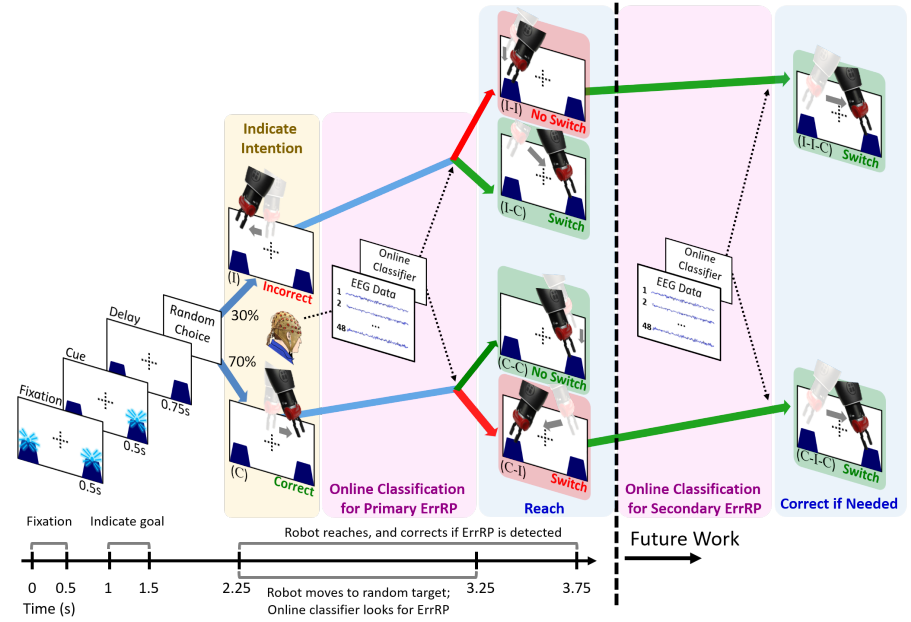 Fixation
0.5s
Cue
0.5s
Delay
0.75s
Random
Choice
30%
70%
Indicate
Intention
(I)
Incorrect
(C)
Correct
Online
Classifier
EEG Data
1
2
...
48
Online Classification
for Primary ErrRP
(I-I)
No Switch
(I-C)
Switch
(C-C)
No Switch
(C-I)
Switch
Reach
Online
Classifier
EEG Data
1
2
...
48
Online Classification
for Secondary ErrRP
(I-I-C)
Switch
(C-I-C)
Switch
Correct if Needed
Fixation
Indicate goal
Robot reaches, and corrects if ErrRP is detected
0
0.5
1
1.5
2.25
3.25
3.75
Time (s)
Robot moves to random target;
Online classifier looks for ErrRP
Future Work